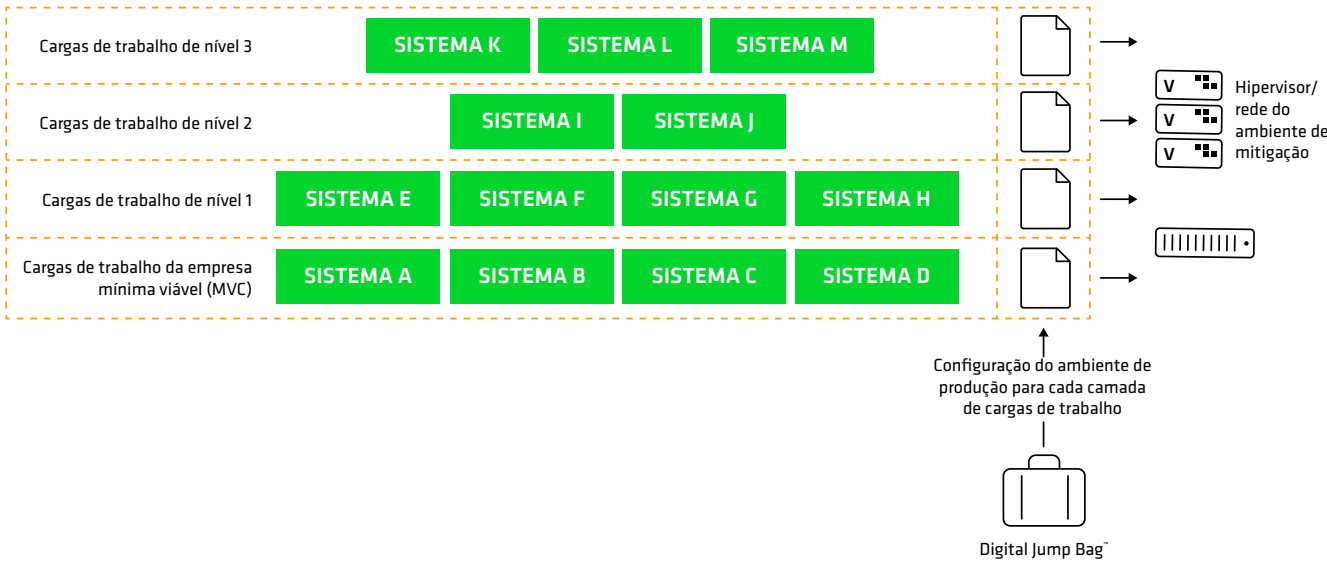 Cargas de trabalho de nível 3
SISTEMA K
SISTEMA L
SISTEMA M
Cargas de trabalho de nível 2
SISTEMA I
SISTEMA J
Cargas de trabalho de nível 1
SISTEMA E
SISTEMA F
SISTEMA G
SISTEMA H
Cargas de trabalho da empresa
mínima viável (MVC)
SISTEMA A
SISTEMA B
SISTEMA C
SISTEMA D
V
V
V
Hipervisor/
rede do
ambiente de
mitigação
Configuração do ambiente de
produção para cada camada
de cargas de trabalho
Digital Jump Bag™